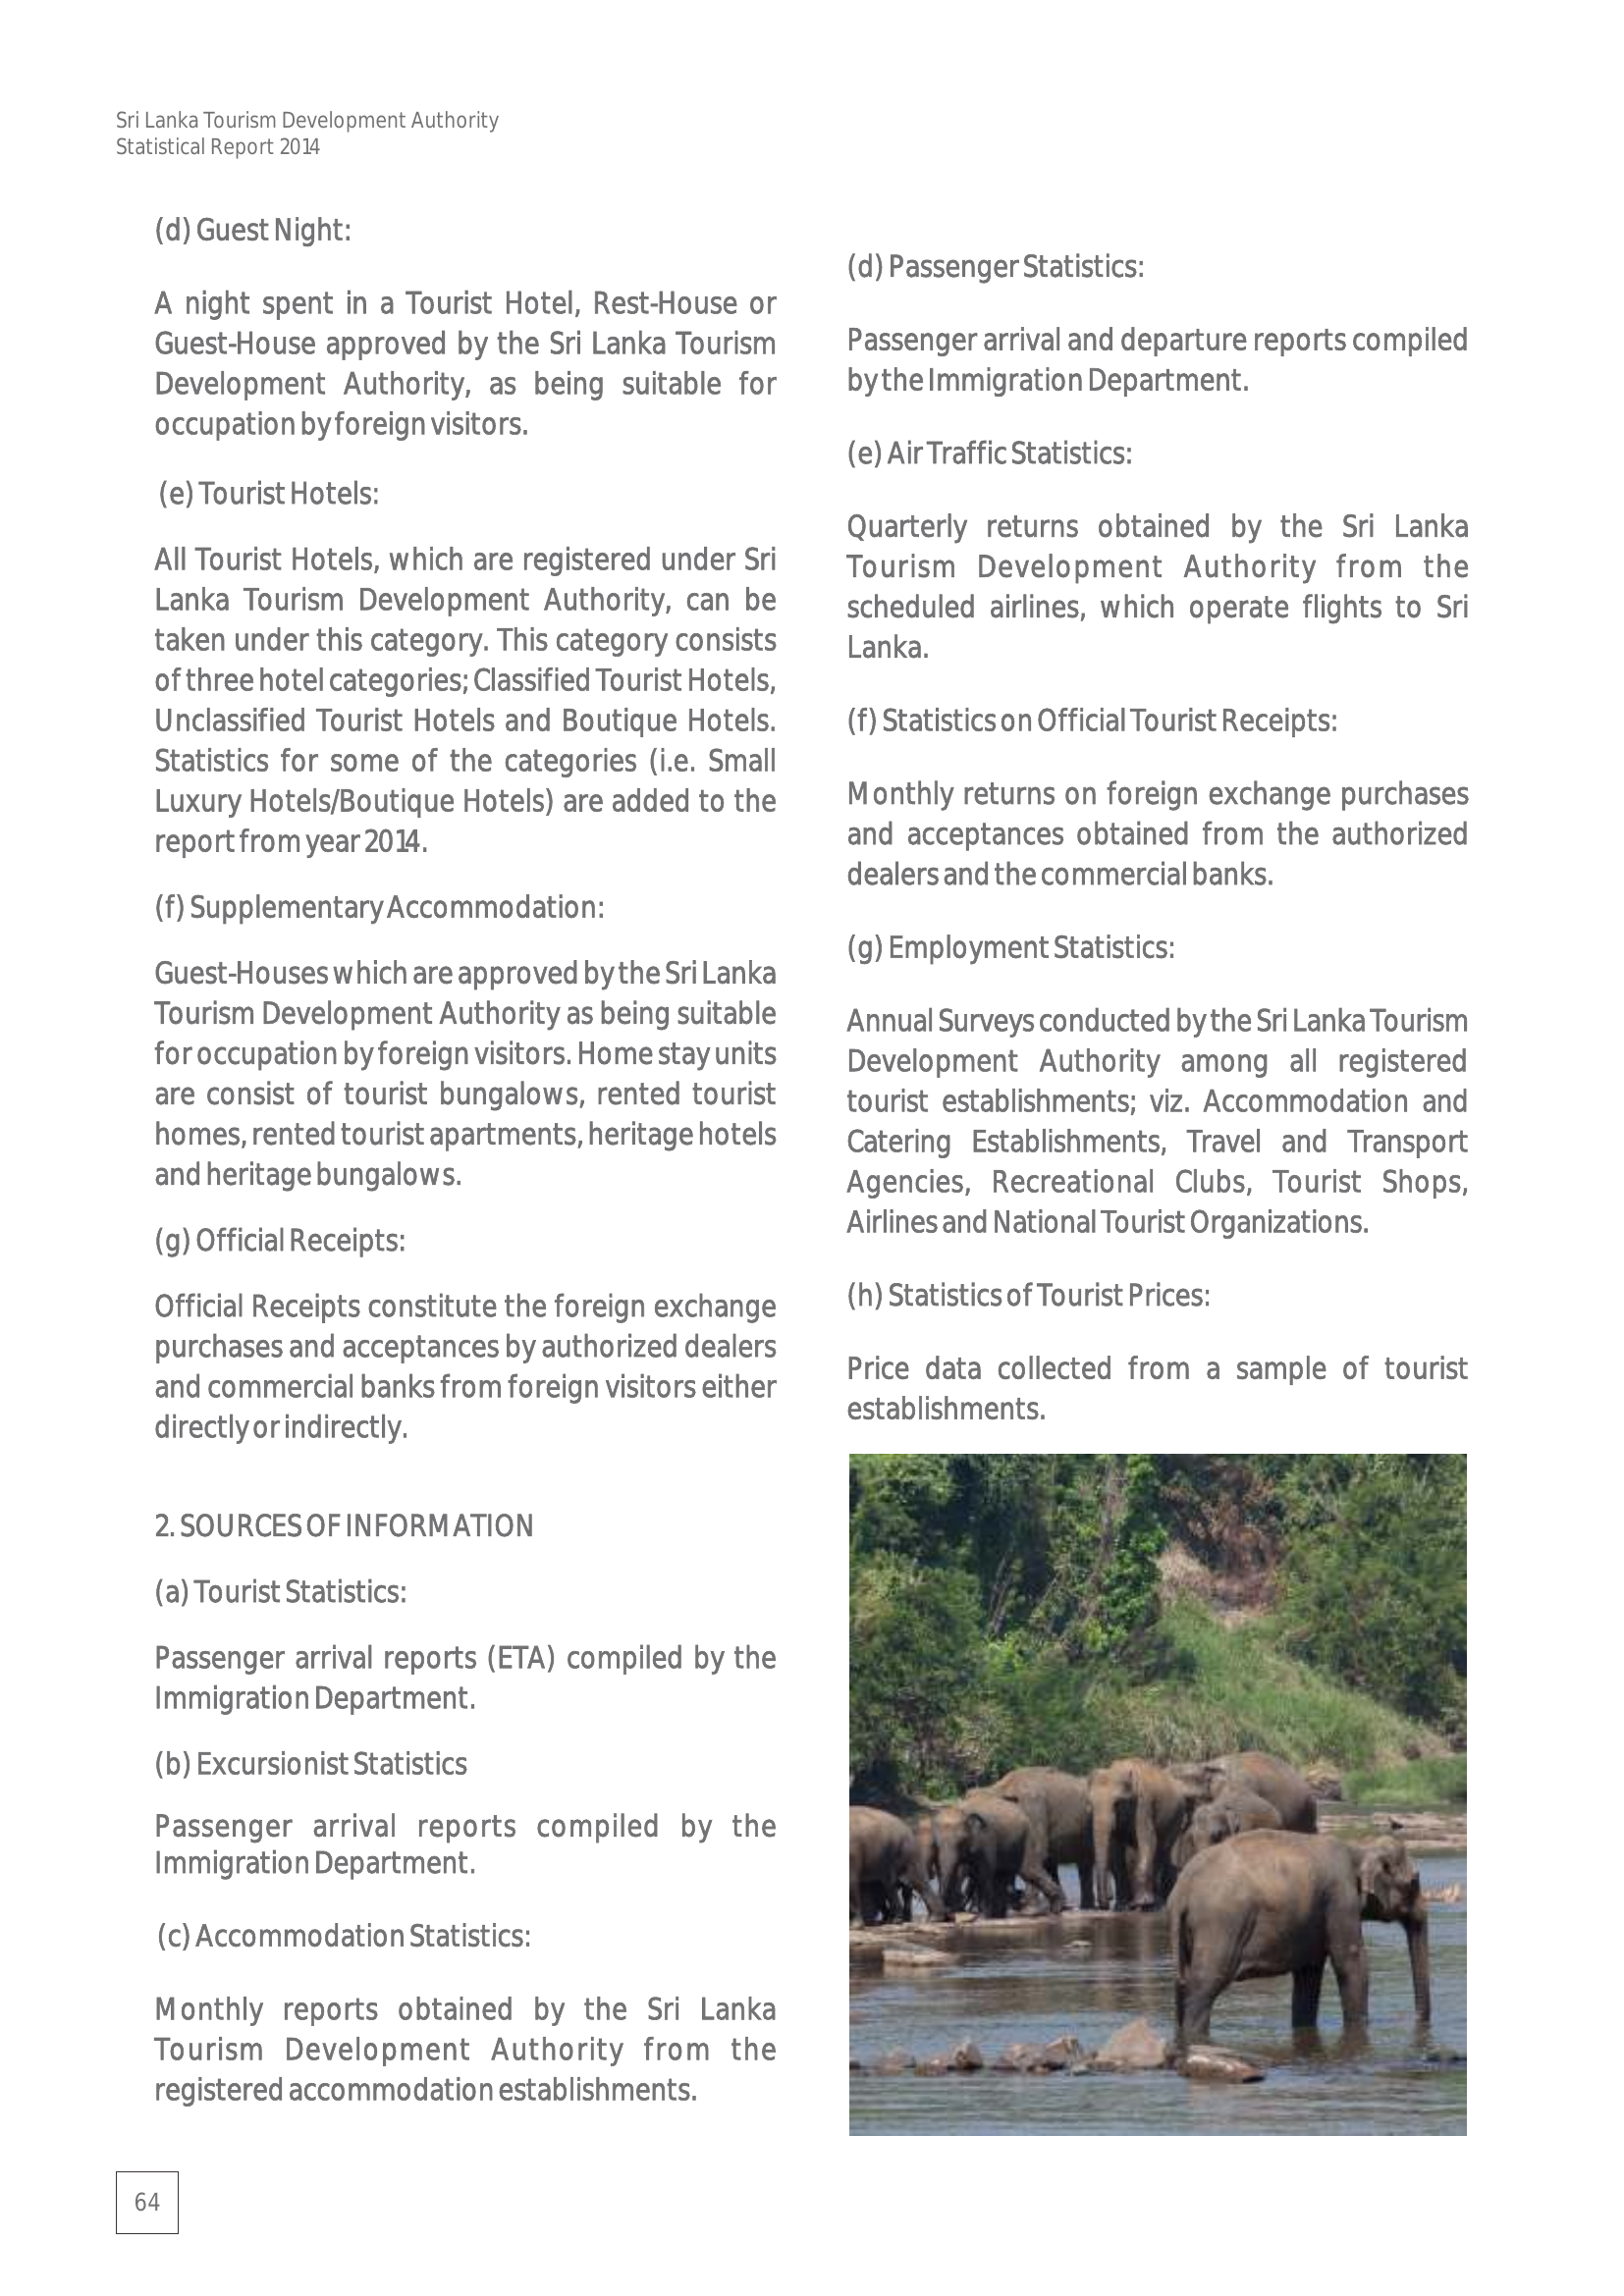 Sri Lanka Tourism Development Authority
Statistical Report 2014
(d) Guest Night:
A night spent in a Tourist Hotel, Rest-House or
Guest-House approved by the Sri Lanka Tourism
Development Authority, as being suitable for
occupation by foreign visitors.
(e) Tourist Hotels:
All Tourist Hotels, which are registered under Sri
Lanka Tourism Development Authority, can be
taken under this category. This category consists
of three hotel categories; Classified Tourist Hotels,
Unclassified Tourist Hotels and Boutique Hotels.
Statistics for some of the categories (i.e. Small
Luxury Hotels/Boutique Hotels) are added to the
report from year 2014.
(f) Supplementary Accommodation:
Guest-Houses which are approved by the Sri Lanka
Tourism Development Authority as being suitable
for occupation by foreign visitors. Home stay units
are consist of tourist bungalows, rented tourist
homes, rented tourist apartments, heritage hotels
and heritage bungalows.
(g) Official Receipts:
Official Receipts constitute the foreign exchange
purchases and acceptances by authorized dealers
and commercial banks from foreign visitors either
directly or indirectly.
2. SOURCES OF INFORMATION
(a) Tourist Statistics:
Passenger arrival reports (ETA) compiled by the
Immigration Department.
(b) Excursionist Statistics
Passenger arrival reports compiled by the
Immigration Department.
(c) Accommodation Statistics:
Monthly reports obtained by the Sri Lanka
Tourism Development Authority from the
registered accommodation establishments.
(d) Passenger Statistics:
Passenger arrival and departure reports compiled
by the Immigration Department.
(e) Air Traffic Statistics:
Quarterly returns obtained by the Sri Lanka
Tourism Development Authority from the
scheduled airlines, which operate flights to Sri
Lanka.
(f) Statistics on Official Tourist Receipts:
Monthly returns on foreign exchange purchases
and acceptances obtained from the authorized
dealers and the commercial banks.
(g) Employment Statistics:
Annual Surveys conducted by the Sri Lanka Tourism
Development Authority among all registered
tourist establishments; viz. Accommodation and
Catering Establishments, Travel and Transport
Agencies, Recreational Clubs, Tourist Shops,
Airlines and National Tourist Organizations.
(h) Statistics of Tourist Prices:
Price data collected from a sample of tourist
establishments.
64